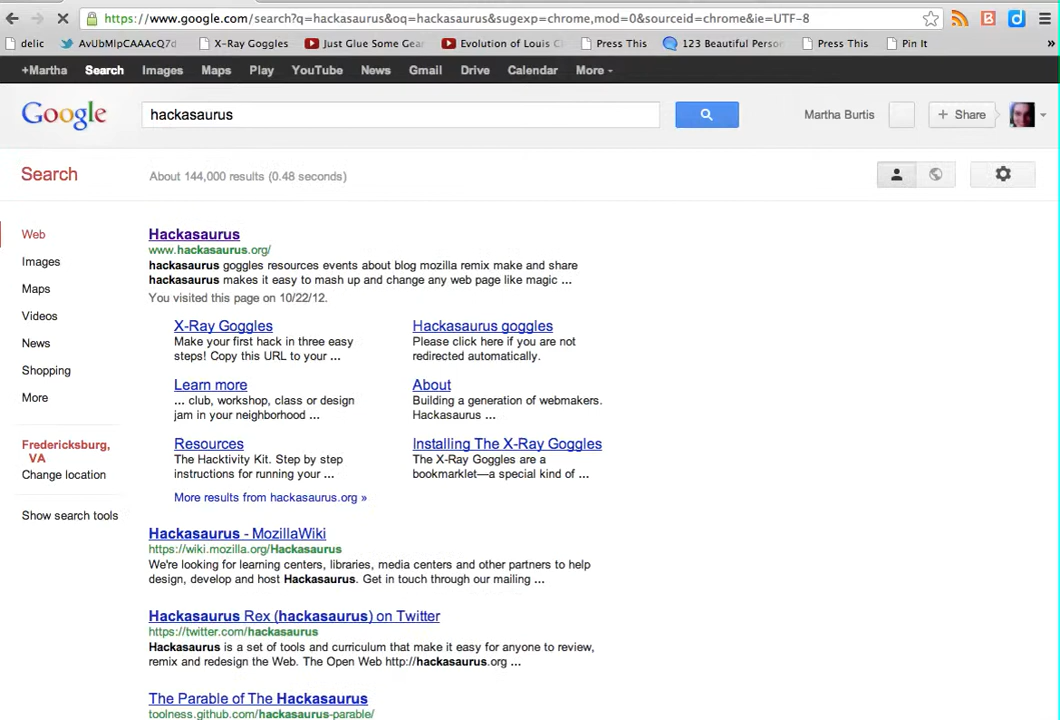 https://www.google.com/search?q=hackasaurus&oq=hackasaurus&sugexp=chrome,mod=0&sourceid=chrome&ie=UTF-8
delic AvUbMlpCAAAcQ7d X-Ray Goggles Just Glue Some Gea Evolution of Louis C Press This 123 Beautiful Perso Press This Pin It »
+Martha Search Images Maps Play YouTube News Gmail Drive Calendar More
Google hackasaurus Martha Burtis + Share
Search About 144,000 results (0.48 seconds)
Web
Images
Maps
Videos
News
Shopping
More
Fredericksburg,
VA
Change location
Show search tools
Hackasaurus
www.hackasaurus.org/
hackasaurus goggles resources events about blog mozilla remix make and share
hackasaurus makes it easy to mash up and change any web page like magic ...
You visited this page on 10/22/12.
X-Ray Goggles
Make your first hack in three easy
steps! Copy this URL to your ...
Hackasaurus goggles
Please click here if you are not
redirected automatically.
Learn more
... club, workshop, class or design
jam in your neighborhood ...
About
Building a generation of webmakers.
Hackasaurus ...
Resources
The Hacktivity Kit. Step by step
instructions for running your ...
Installing The X-Ray Goggles
The X-Ray Goggles are a
bookmarklet—a special kind of ...
More results from hackasaurus.org »
Hackasaurus - MozillaWiki
https://wiki.mozilla.org/Hackasaurus
We're looking for learning centers, libraries, media centers and other partners to help
design, develop and host Hackasaurus. Get in touch through our mailing ...
Hackasaurus Rex (hackasaurus) on Twitter
https://twitter.com/hackasaurus
Hackasaurus is a set of tools and curriculum that make it easy for anyone to review,
remix and redesign the Web. The Open Web http://hackasaurus.org ...
The Parable of The Hackasaurus
toolness.github.com/hackasaurus-parable/